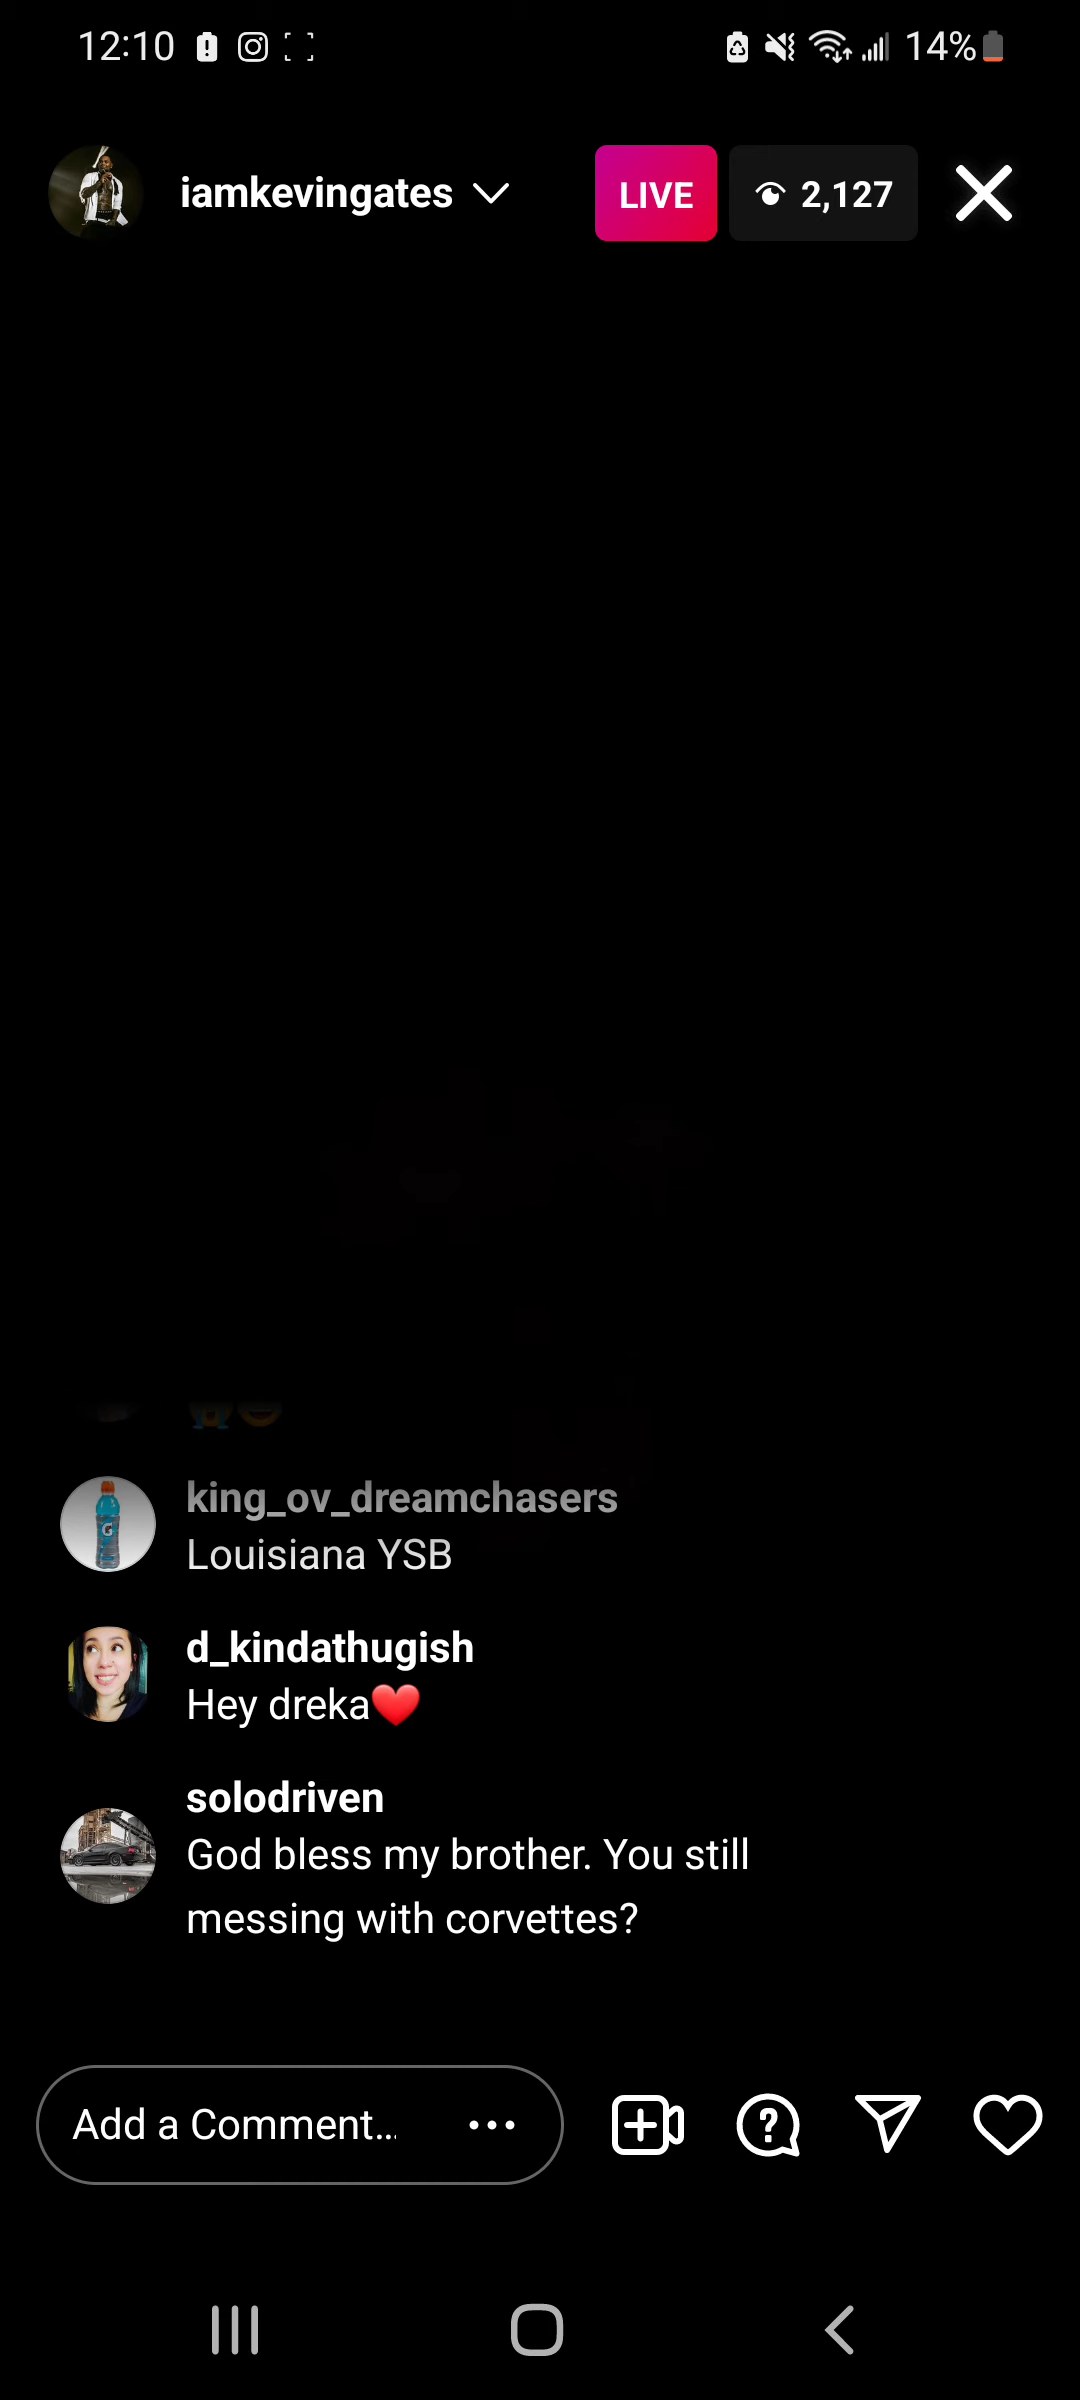 12:10
14%
iamkevingates
LIVE
2,127
king_ov_dreamchasers
Louisiana YSB
d_kindathugish
Hey dreka❤️
solodriven
God bless my brother. You still
messing with corvettes?
Add a Comment...